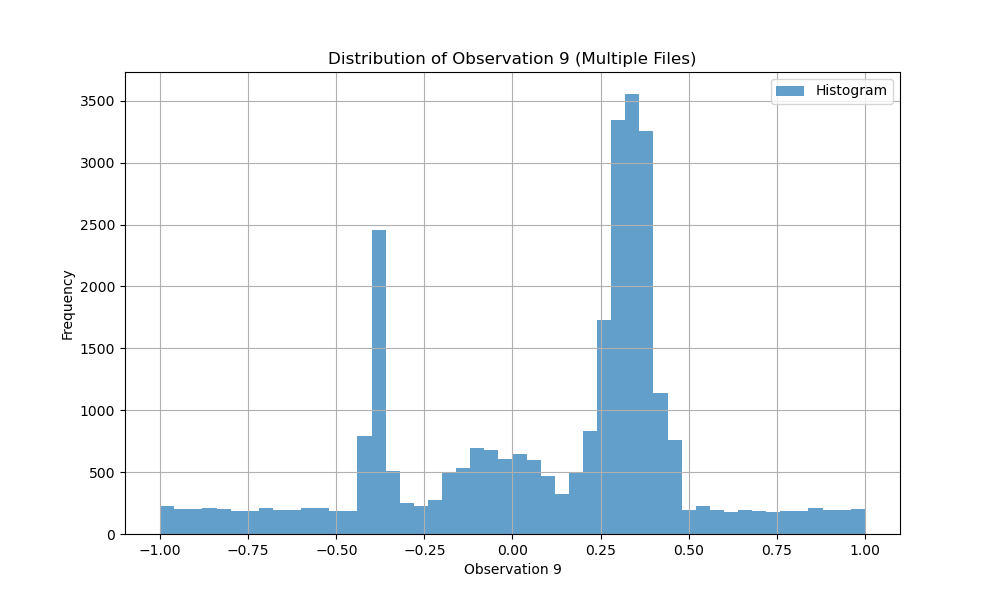 Distribution of Observation 9 (Multiple Files)
Histogram
3500
3000
2500
2000
1500
1000
500
0
Frequency
−1.00 −0.75 −0.50 −0.25 0.00 0.25 0.50 0.75 1.00
Observation 9